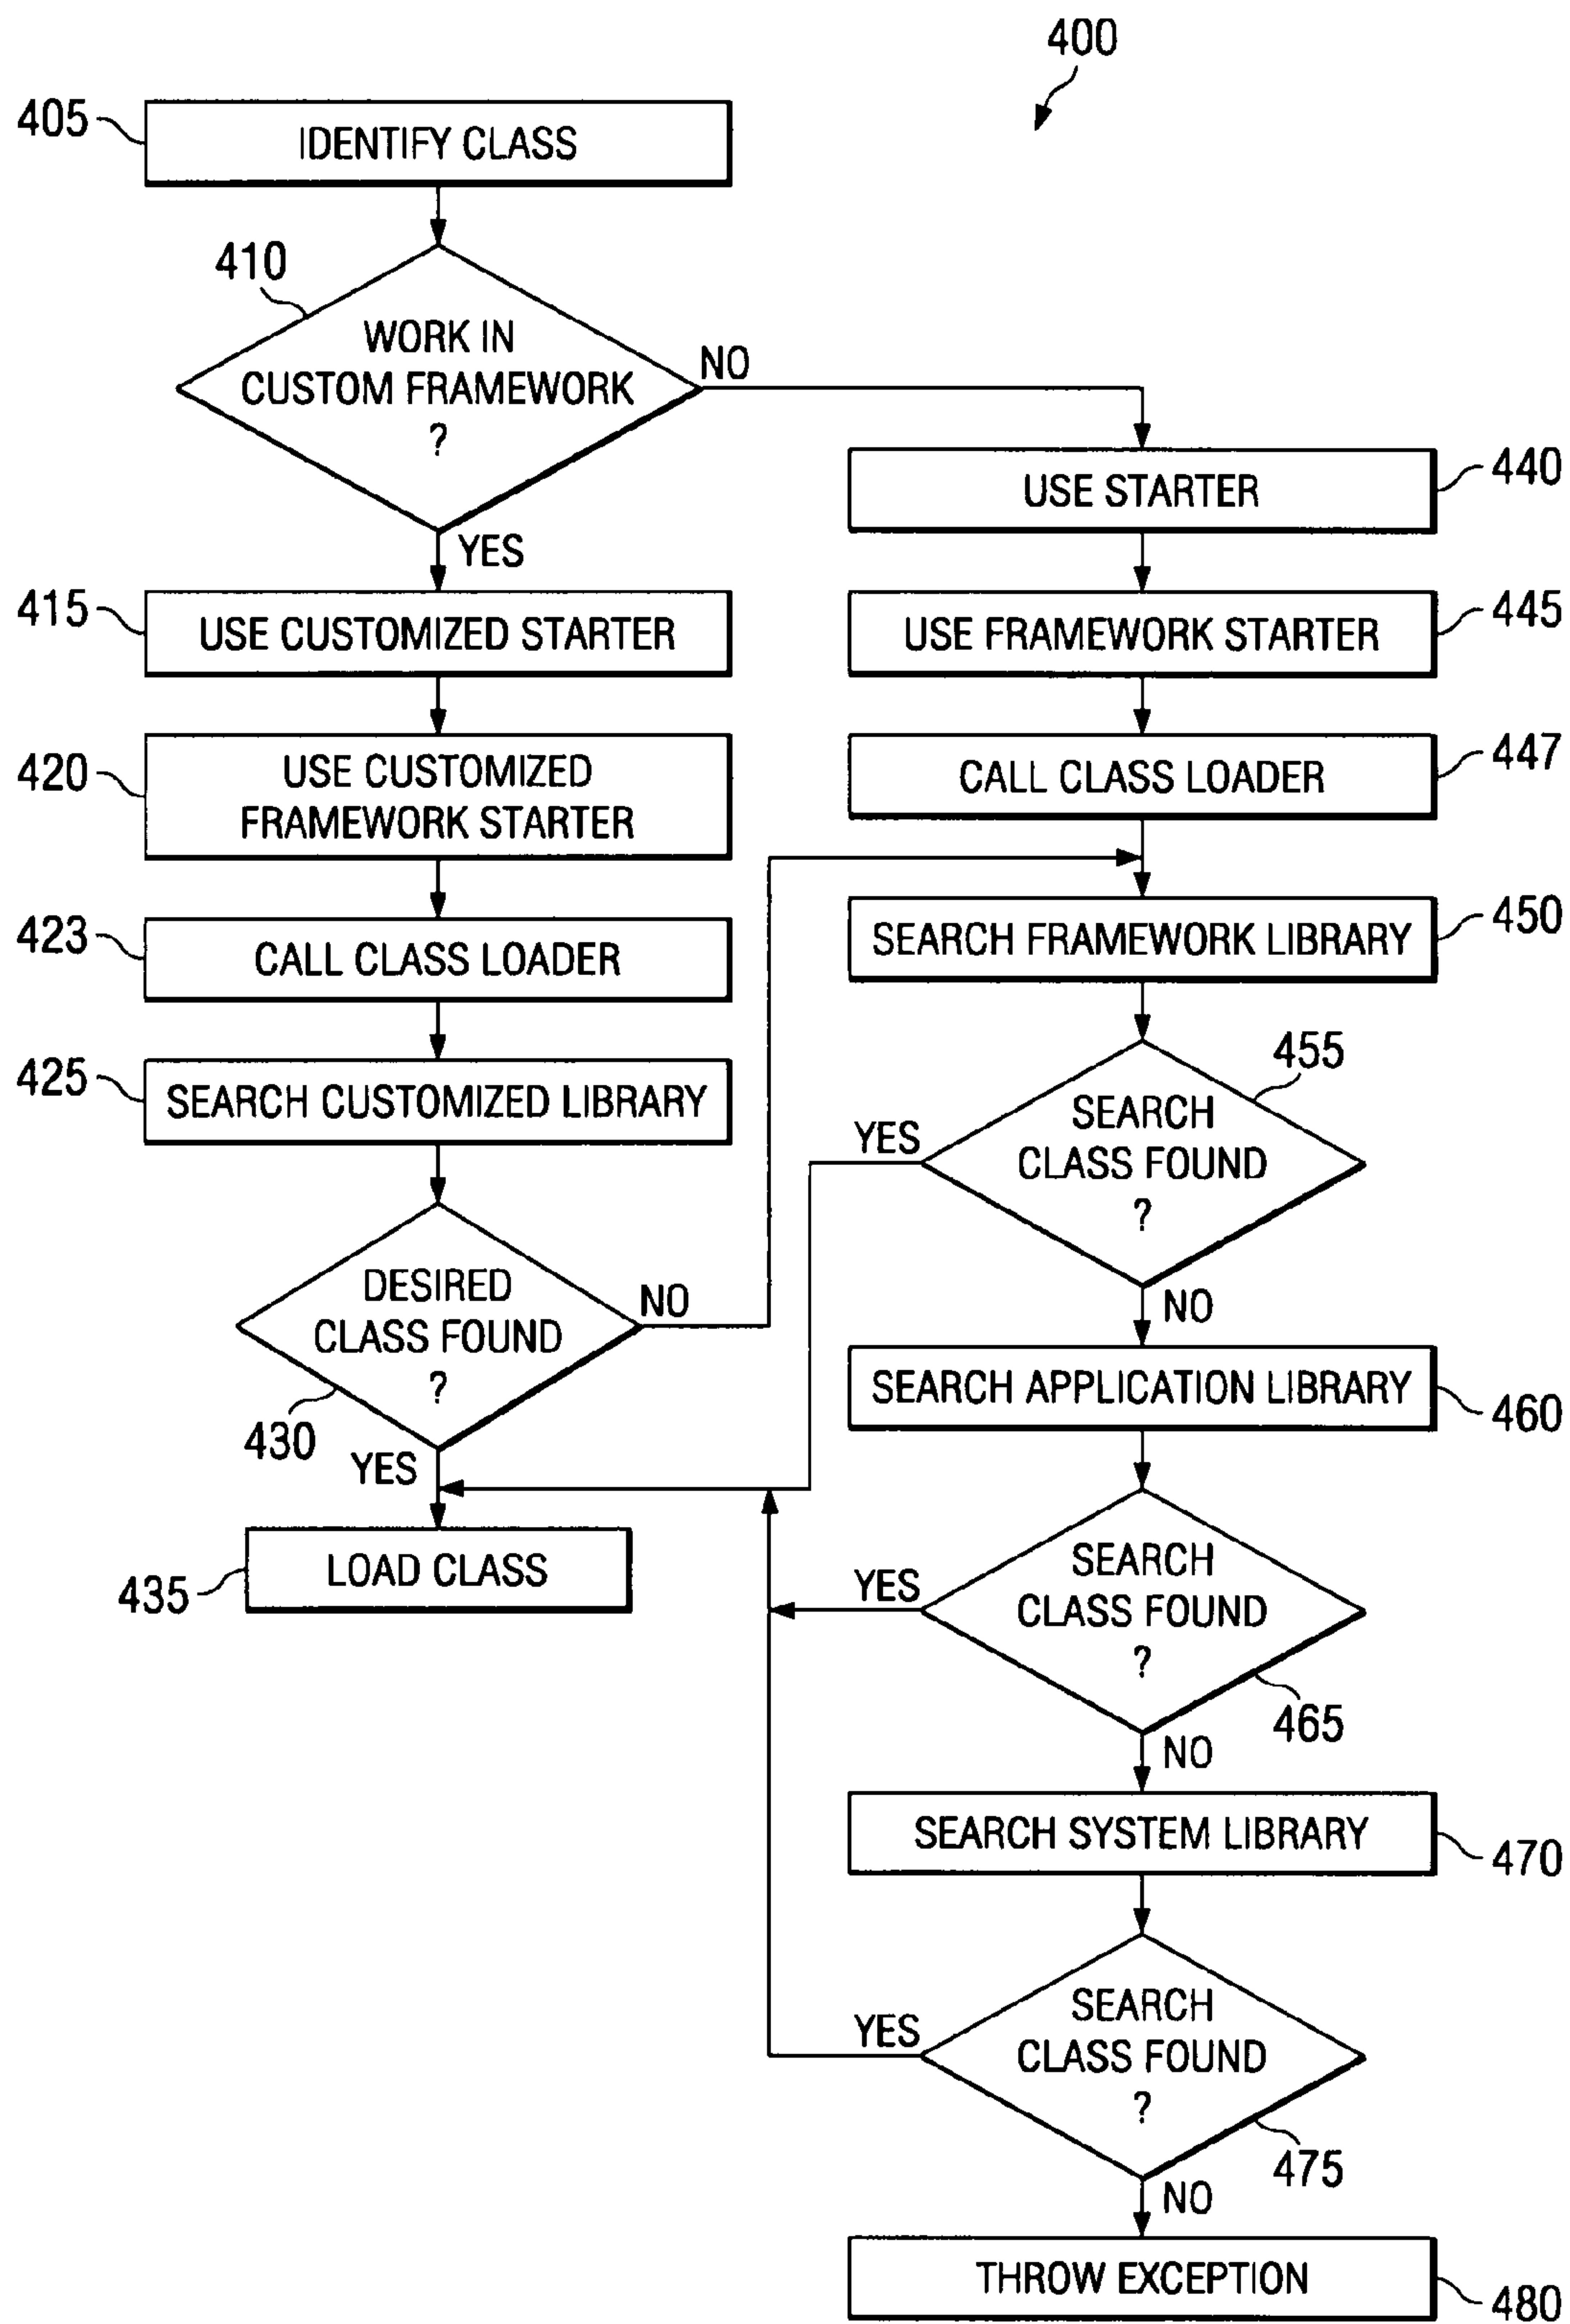 400
405
IDENTIFY CLASS
410
WORK IN
CUSTOM FRAMEWORK
?
NO
YES
415
USE CUSTOMIZED STARTER
420
USE CUSTOMIZED
FRAMEWORK STARTER
423
CALL CLASS LOADER
425
SEARCH CUSTOMIZED LIBRARY
DESIRED
CLASS FOUND
?
NO
430
YES
435
LOAD CLASS
USE STARTER
440
USE FRAMEWORK STARTER
445
CALL CLASS LOADER
447
SEARCH FRAMEWORK LIBRARY
450
455
SEARCH
CLASS FOUND
?
YES
NO
SEARCH APPLICATION LIBRARY
460
SEARCH
CLASS FOUND
?
YES
465
NO
SEARCH SYSTEM LIBRARY
470
SEARCH
CLASS FOUND
?
YES
475
NO
THROW EXCEPTION
480